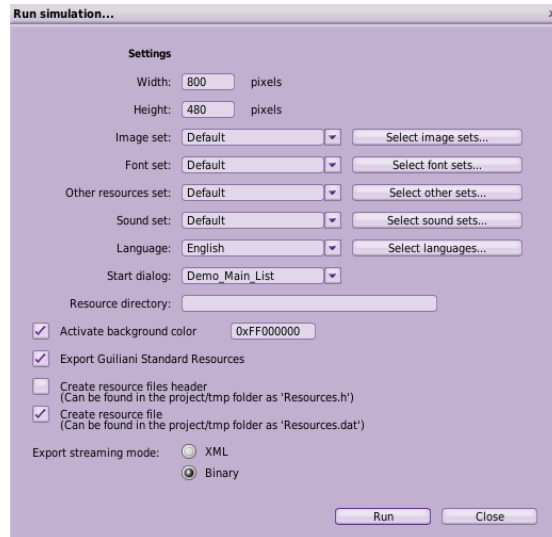 Run simulation...
Settings
Width: 800 pixels
Height: 480 pixels
Image set: Default Select image sets...
Font set: Default Select font sets...
Other resources set: Default Select other sets...
Sound set: Default Select sound sets...
Language: English Select languages...
Start dialog: Demo_Main_List
Resource directory:
Activate background color 0xFF000000
Export Guiliani Standard Resources
Create resource files header
(Can be found in the project/tmp folder as 'Resources.h')
Create resource file
(Can be found in the project/tmp folder as 'Resources.dat')
Export streaming mode: XML
Binary
Run Close